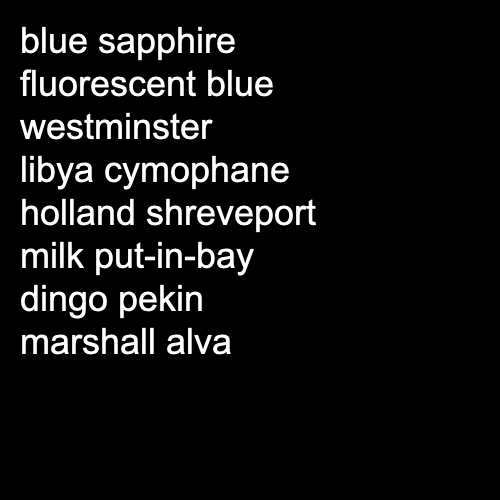 blue sapphire
fluorescent blue
westminster
libya cymophane
holland shreveport
milk put-in-bay
dingo pekin
marshall alva